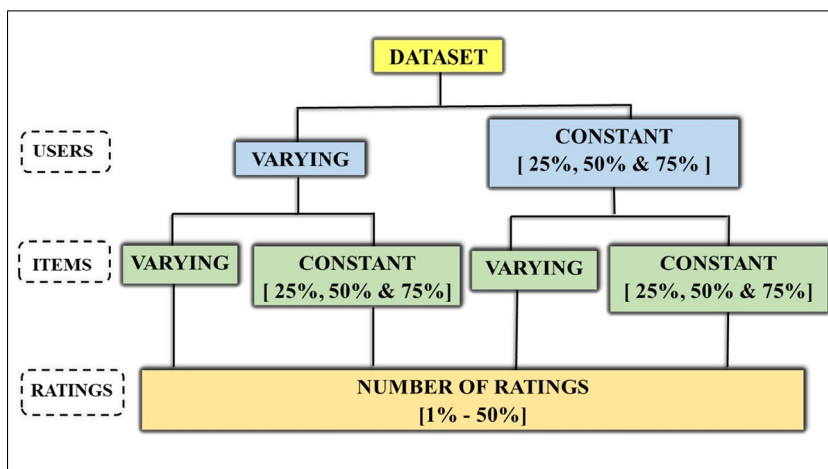 DATASET
USERS
VARYING
CONSTANT
[ 25%, 50% & 75% ]
ITEMS
VARYING
CONSTANT
[ 25%, 50% & 75%]
VARYING
CONSTANT
[ 25%, 50% & 75%]
RATINGS
NUMBER OF RATINGS
[1% - 50%]